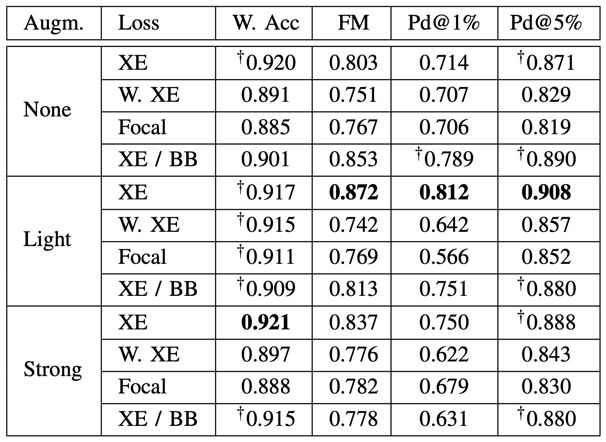 Augm. Loss W. Acc FM Pd@1% Pd@5%
None XE †0.920 0.803 0.714 †0.871
W. XE 0.891 0.751 0.707 0.829
Focal 0.885 0.767 0.706 0.819
XE / BB 0.901 0.853 †0.789 †0.890
Light XE †0.917 0.872 0.812 0.908
W. XE †0.915 0.742 0.642 0.857
Focal †0.911 0.769 0.566 0.852
XE / BB †0.909 0.813 0.751 †0.880
Strong XE 0.921 0.837 0.750 †0.888
W. XE 0.897 0.776 0.622 0.843
Focal 0.888 0.782 0.679 0.830
XE / BB †0.915 0.778 0.631 †0.880